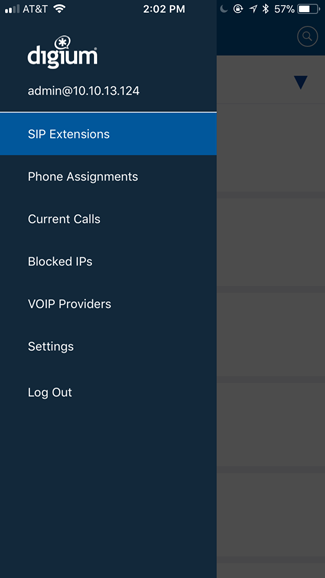 AT&T 2:02 PM 57%
digium
admin@10.10.13.124
SIP Extensions
Phone Assignments
Current Calls
Blocked IPs
VOIP Providers
Settings
Log Out